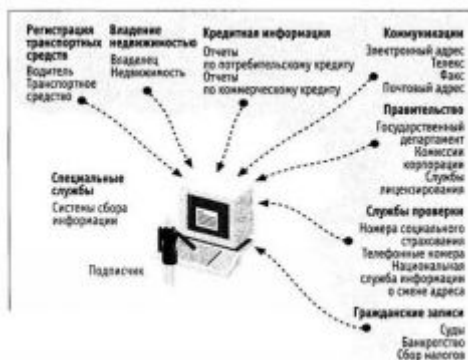 Регистрация
транспортных
средств
Водитель
Транспортное
средство
Владение
недвижимостью
Владелец
Недвижимость
Кредитная информация
Отчеты
по потребительскому кредиту
Отчеты
по коммерческому кредиту
Коммуникации
Электронный адрес
Телекс
Факс
Почтовый адрес
Правительство
Государственный
департамент
Комиссии
корпорации
Службы
лицензирования
Специальные
службы
Системы сбора
информации
Подписчик
Службы проверки
Номера социального
страхования
Телефонные номера
Национальная
служба информации
о смене адреса
Гражданские записи
Суды
Банкротство
Сбор налогов